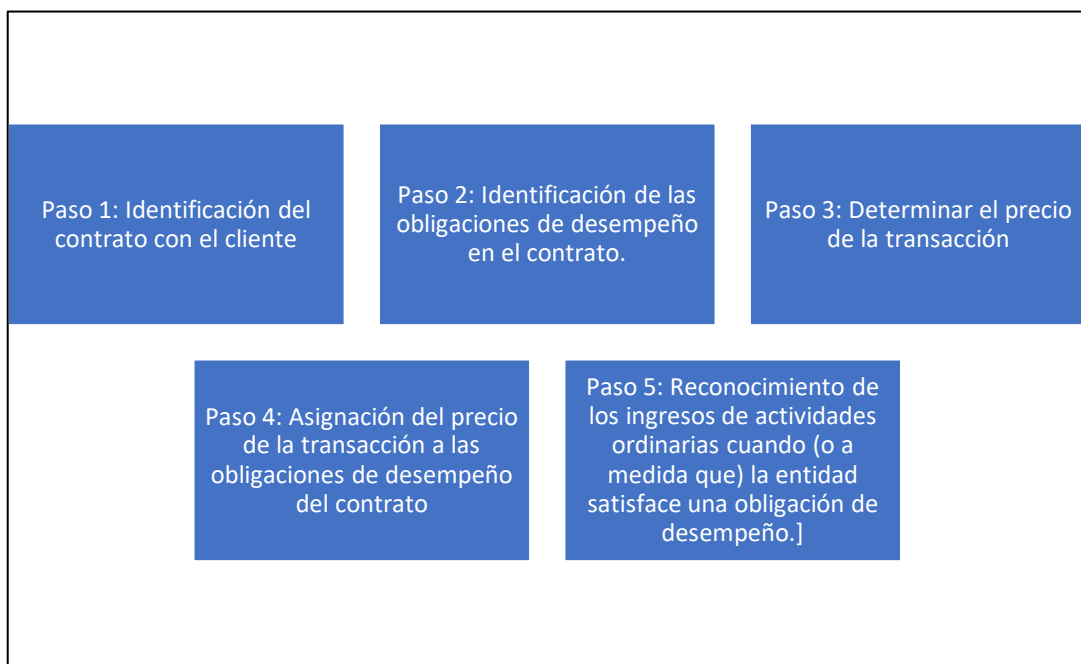 Paso 1: Identificación del
contrato con el cliente
Paso 2: Identificación de las
obligaciones de desempeño
en el contrato.
Paso 3: Determinar el precio
de la transacción
Paso 4: Asignación del precio
de la transacción a las
obligaciones de desempeño
del contrato
Paso 5: Reconocimiento de
los ingresos de actividades
ordinarias cuando (o a
medida que) la entidad
satisface una obligación de
desempeño.]